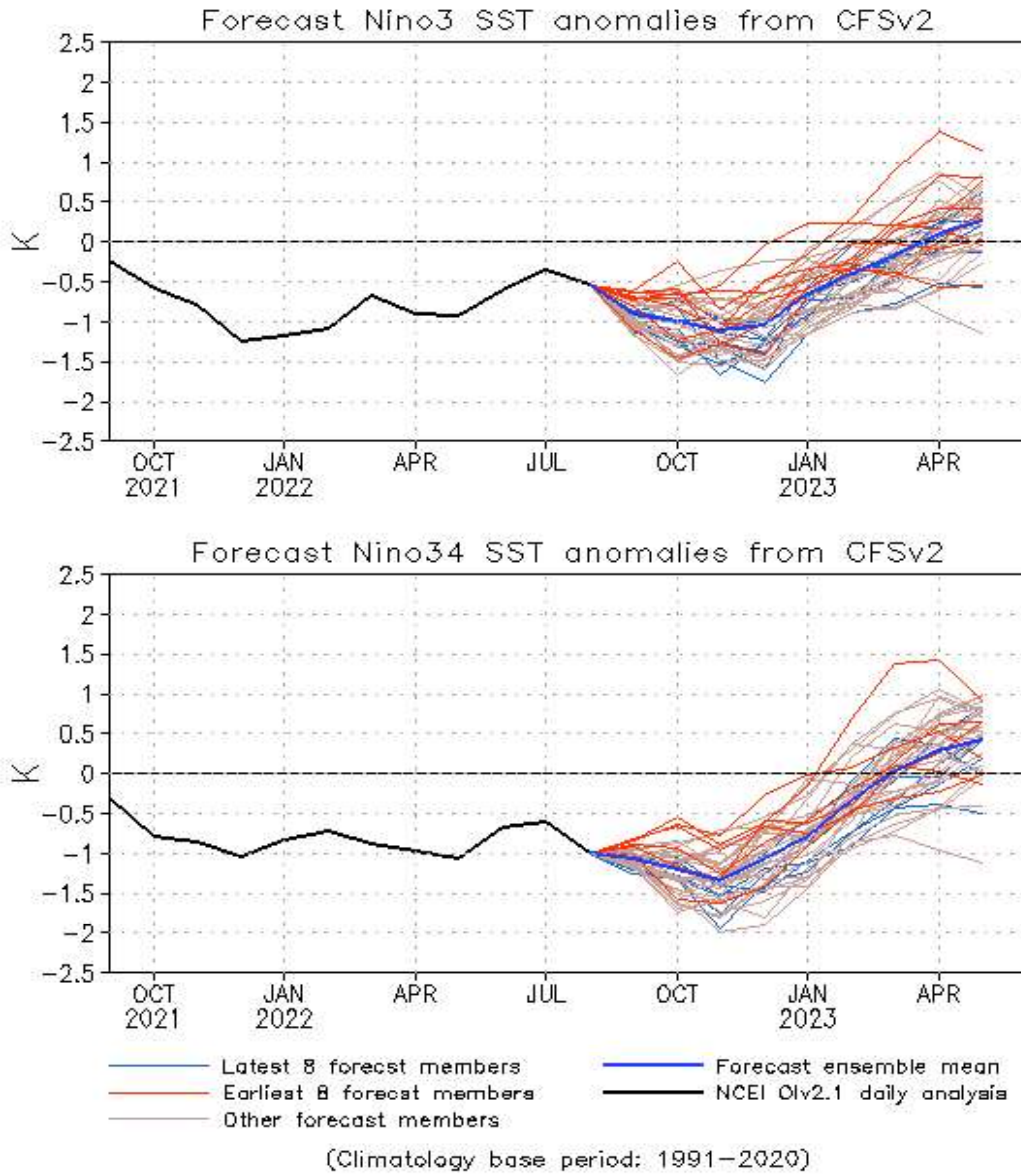 Forecast Nino3 SST anomalies from CFSv2
2.5
2
1.5
1
0.5
0
-0.5
-1
-1.5
-2
-2.5
K
OCT JAN APR JUL OCT JAN APR
2021 2022 2023
Forecast Nino34 SST anomalies from CFSv2
2.5
2
1.5
1
0.5
0
-0.5
-1
-1.5
-2
-2.5
K
OCT JAN APR JUL OCT JAN APR
2021 2022 2023
Latest 8 forecast members Forecast ensemble mean
Earliest 8 forecast members NCEI OIv2.1 daily analysis
Other forecast members
(Climatology base period: 1991-2020)